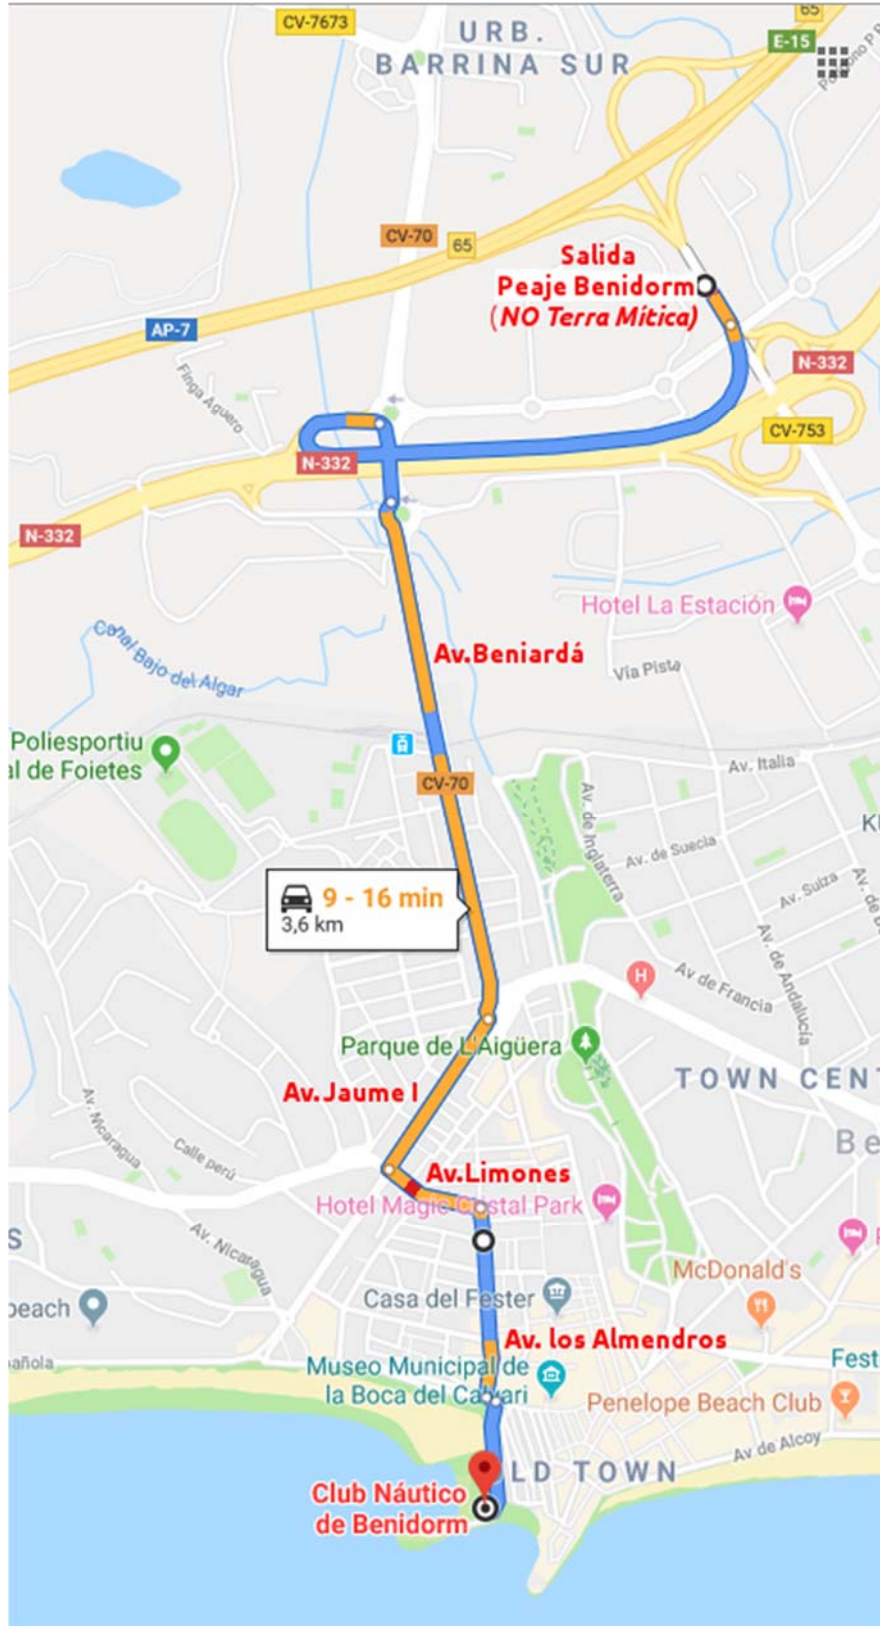 65
CV-7673
URB.
BARRINA SUR
E-15
CV-70
65
Salida
Peaje Benidorm
(NO Terra Mítica)
AP-7
N-332
Finga Agüero
CV-753
N-332
N-332
Hotel La Estación
Canal Bajo del Algar
Av.Beniardá
Vía Pista
Poliesportiu
al de Foietes
Av. Italia
CV-70
Av. de Inglaterra
Av. de Suecia
Av. Suiza
9 - 16 min
3,6 km
Av. de Andalucía
H
Av de Francia
Parque de L'Aigüera
TOWN CENT
Av.Jaume I
Av. Nicaragua
Be
Calle perú
Av.Limones
Hotel Magic Cristal Park
S
Av. Nicaragua
McDonald's
beach
Casa del Fester
Av. los Almendros
añola
Fest
Museo Municipal de
la Boca del Calvari
Penelope Beach Club
Av de Alcoy
LD TOWN
Club Náutico
de Benidorm